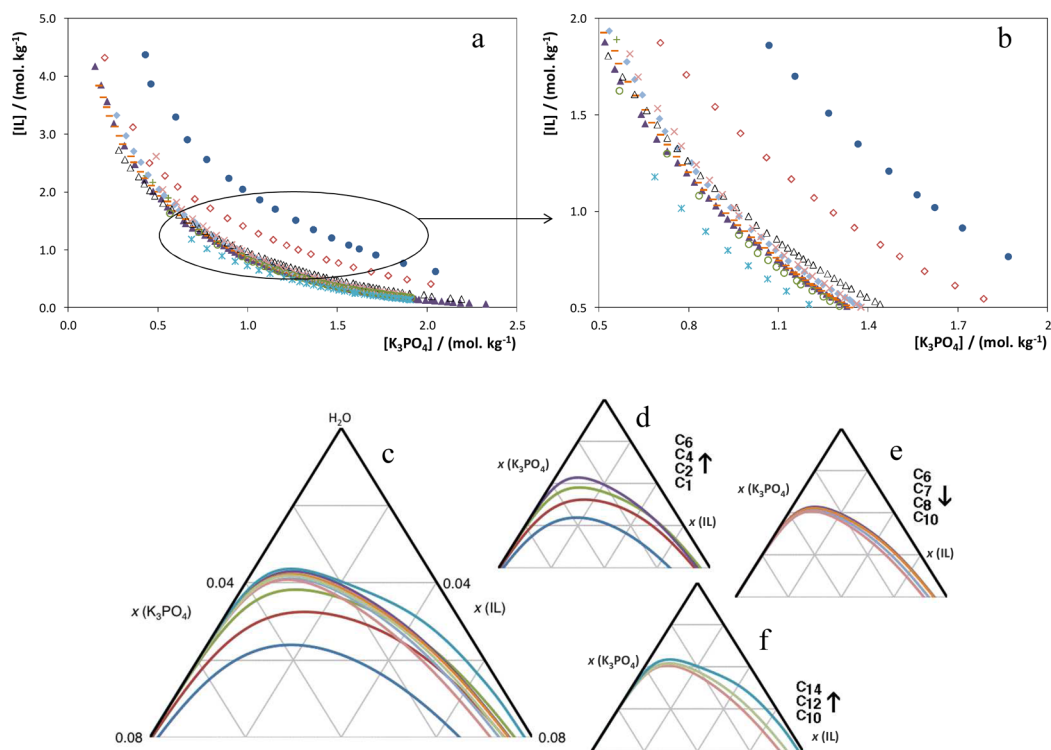 a
[IL] / (mol. kg⁻¹)
5.0
4.0
3.0
2.0
1.0
0.0
0.0 0.5 1.0 1.5 2.0 2.5
[K₃PO₄] / (mol. kg⁻¹)
b
[IL] / (mol. kg⁻¹)
2.0
1.5
1.0
0.5
0.5 0.8 1.1 1.4 1.7 2
[K₃PO₄] / (mol. kg⁻¹)
H₂O
c
0.04 0.04
x (K₃PO₄) x (IL)
0.08 0.08
d
C6
C4
C2
C1
↑
x (K₃PO₄)
x (IL)
e
C6
C7
C8
C10
↓
x (K₃PO₄)
x (IL)
f
x (K₃PO₄)
C14
C12
C10
↑
x (IL)